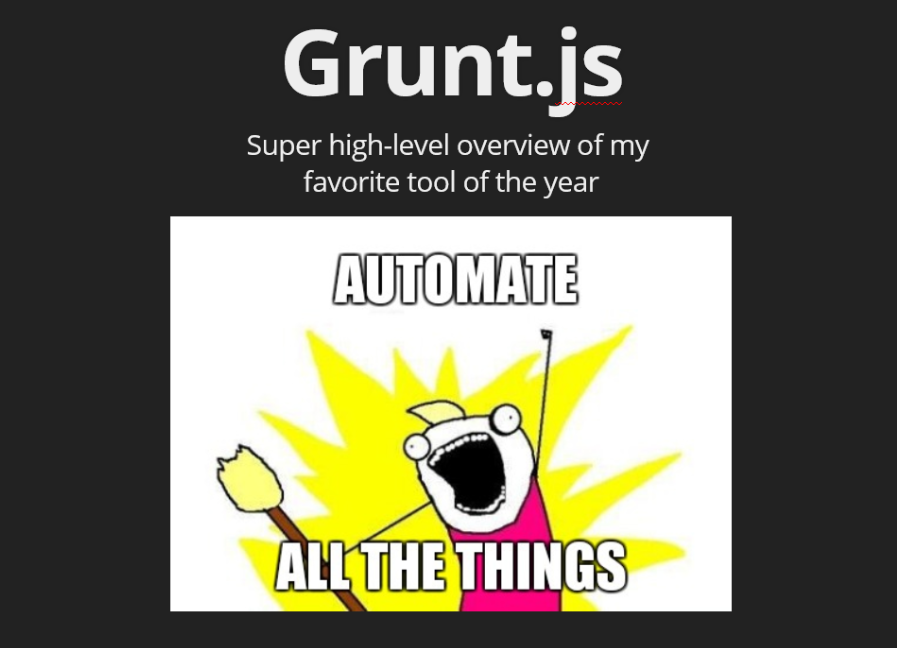 Grunt.js
Super high-level overview of my
favorite tool of the year
AUTOMATE
ALL THE THINGS